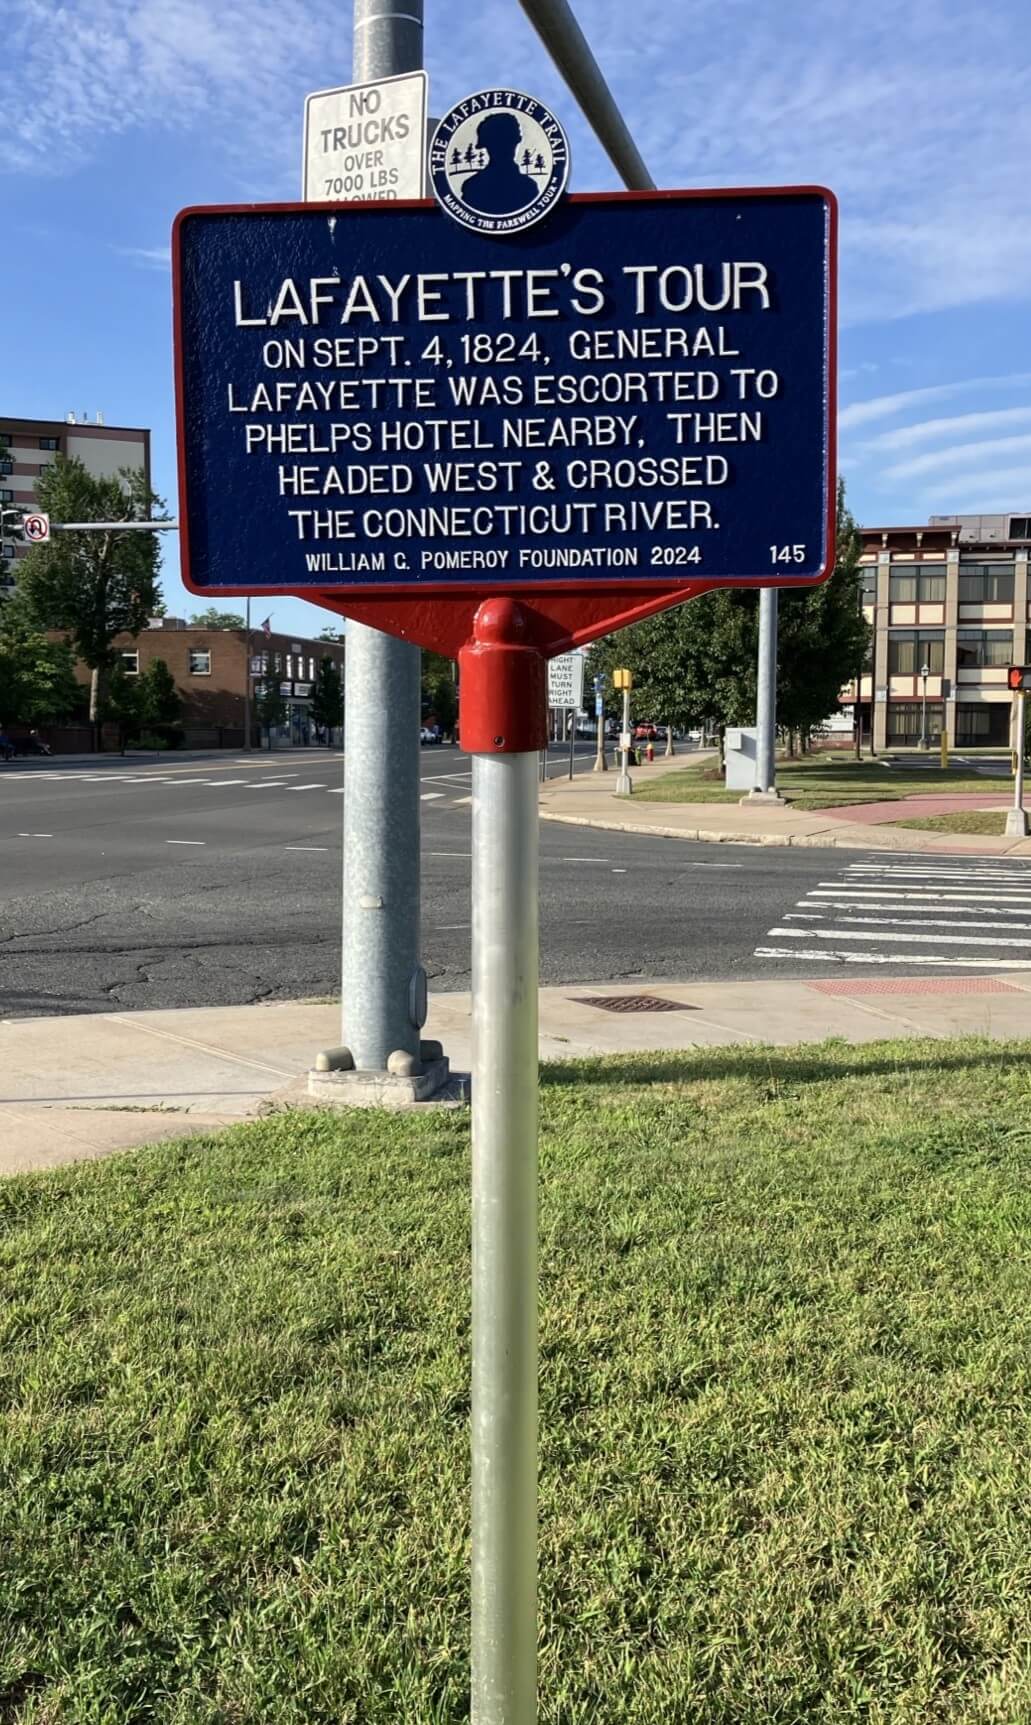 NO
TRUCKS
OVER
7000 LBS
ALLOWED
THE LAFAYETTE TRAIL
MAPPING THE FAREWELL TOUR™
LAFAYETTE'S TOUR
ON SEPT. 4, 1824, GENERAL
LAFAYETTE WAS ESCORTED TO
PHELPS HOTEL NEARBY, THEN
HEADED WEST & CROSSED
THE CONNECTICUT RIVER.
WILLIAM G. POMEROY FOUNDATION 2024 145
RIGHT
LANE
MUST
TURN
RIGHT
AHEAD